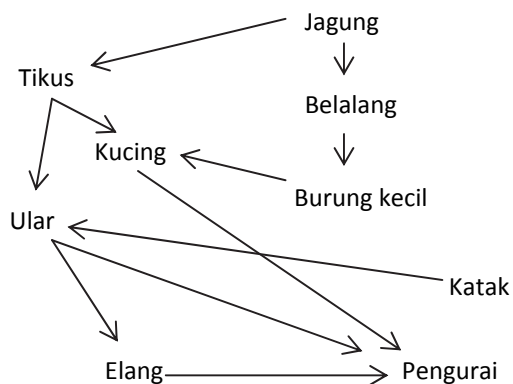 Jagung
Tikus
Belalang
Kucing
Burung kecil
Ular
Katak
Elang
Pengurai